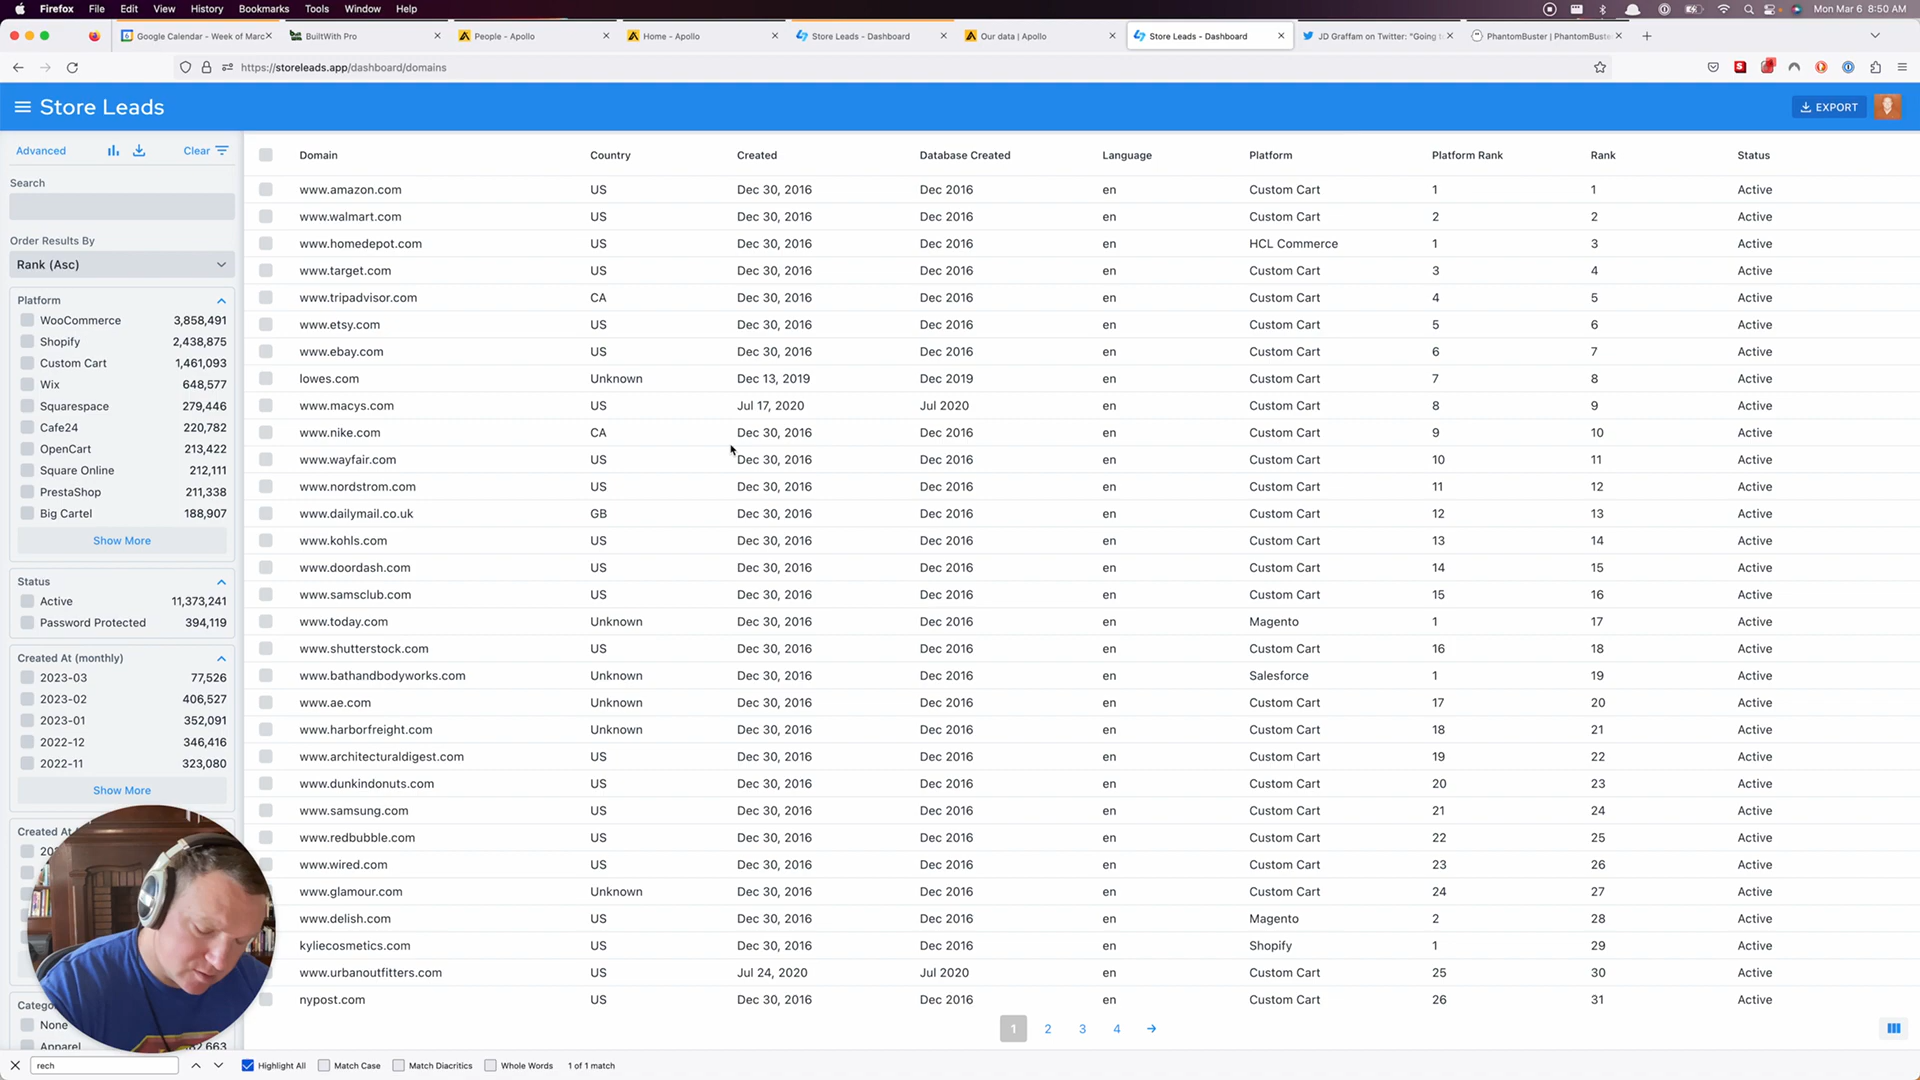 Firefox File Edit View History Bookmarks Tools Window Help Mon Mar 6 8:50 AM
Google Calendar - Week of Marc BuiltWith Pro People - Apollo Home - Apollo Store Leads - Dashboard Our data | Apollo Store Leads - Dashboard JD Graffam on Twitter: "Going t PhantomBuster | PhantomBuste
https://storeleads.app/dashboard/domains
Store Leads EXPORT
Advanced Clear
Search
Order Results By
Rank (Asc)
Platform
WooCommerce 3,858,491
Shopify 2,438,875
Custom Cart 1,461,093
Wix 648,577
Squarespace 279,446
Cafe24 220,782
OpenCart 213,422
Square Online 212,111
PrestaShop 211,338
Big Cartel 188,907
Show More
Status
Active 11,373,241
Password Protected 394,119
Created At (monthly)
2023-03 77,526
2023-02 406,527
2023-01 352,091
2022-12 346,416
2022-11 323,080
Show More
Created At
None
Apparel
Domain Country Created Database Created Language Platform Platform Rank Rank Status
www.amazon.com US Dec 30, 2016 Dec 2016 en Custom Cart 1 1 Active
www.walmart.com US Dec 30, 2016 Dec 2016 en Custom Cart 2 2 Active
www.homedepot.com US Dec 30, 2016 Dec 2016 en HCL Commerce 1 3 Active
www.target.com US Dec 30, 2016 Dec 2016 en Custom Cart 3 4 Active
www.tripadvisor.com CA Dec 30, 2016 Dec 2016 en Custom Cart 4 5 Active
www.etsy.com US Dec 30, 2016 Dec 2016 en Custom Cart 5 6 Active
www.ebay.com US Dec 30, 2016 Dec 2016 en Custom Cart 6 7 Active
lowes.com Unknown Dec 13, 2019 Dec 2019 en Custom Cart 7 8 Active
www.macys.com US Jul 17, 2020 Jul 2020 en Custom Cart 8 9 Active
www.nike.com CA Dec 30, 2016 Dec 2016 en Custom Cart 9 10 Active
www.wayfair.com US Dec 30, 2016 Dec 2016 en Custom Cart 10 11 Active
www.nordstrom.com US Dec 30, 2016 Dec 2016 en Custom Cart 11 12 Active
www.dailymail.co.uk GB Dec 30, 2016 Dec 2016 en Custom Cart 12 13 Active
www.kohls.com US Dec 30, 2016 Dec 2016 en Custom Cart 13 14 Active
www.doordash.com US Dec 30, 2016 Dec 2016 en Custom Cart 14 15 Active
www.samsclub.com US Dec 30, 2016 Dec 2016 en Custom Cart 15 16 Active
www.today.com Unknown Dec 30, 2016 Dec 2016 en Magento 1 17 Active
www.shutterstock.com US Dec 30, 2016 Dec 2016 en Custom Cart 16 18 Active
www.bathandbodyworks.com Unknown Dec 30, 2016 Dec 2016 en Salesforce 1 19 Active
www.ae.com Unknown Dec 30, 2016 Dec 2016 en Custom Cart 17 20 Active
www.harborfreight.com Unknown Dec 30, 2016 Dec 2016 en Custom Cart 18 21 Active
www.architecturaldigest.com US Dec 30, 2016 Dec 2016 en Custom Cart 19 22 Active
www.dunkindonuts.com US Dec 30, 2016 Dec 2016 en Custom Cart 20 23 Active
www.samsung.com US Dec 30, 2016 Dec 2016 en Custom Cart 21 24 Active
www.redbubble.com US Dec 30, 2016 Dec 2016 en Custom Cart 22 25 Active
www.wired.com US Dec 30, 2016 Dec 2016 en Custom Cart 23 26 Active
www.glamour.com Unknown Dec 30, 2016 Dec 2016 en Custom Cart 24 27 Active
www.delish.com US Dec 30, 2016 Dec 2016 en Magento 2 28 Active
kyliecosmetics.com US Dec 30, 2016 Dec 2016 en Shopify 1 29 Active
www.urbanoutfitters.com US Jul 24, 2020 Jul 2020 en Custom Cart 25 30 Active
nypost.com US Dec 30, 2016 Dec 2016 en Custom Cart 26 31 Active
1 2 3 4
rech Highlight All Match Case Match Diacritics Whole Words 1 of 1 match